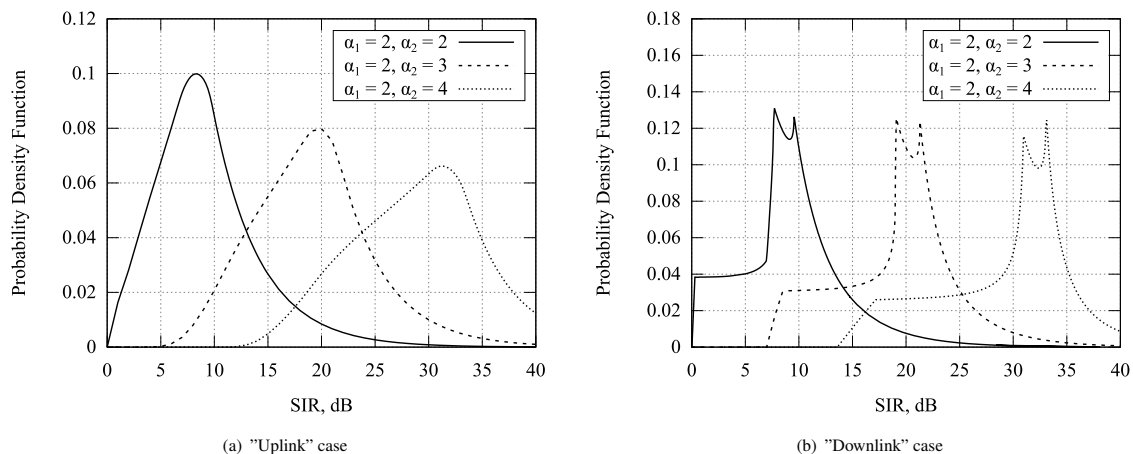 0.12
0.1
0.08
0.06
0.04
0.02
0
0 5 10 15 20 25 30 35 40
Probability Density Function
SIR, dB
α1 = 2, α2 = 2
α1 = 2, α2 = 3
α1 = 2, α2 = 4
(a) ”Uplink” case
0.18
0.16
0.14
0.12
0.1
0.08
0.06
0.04
0.02
0
0 5 10 15 20 25 30 35 40
Probability Density Function
SIR, dB
α1 = 2, α2 = 2
α1 = 2, α2 = 3
α1 = 2, α2 = 4
(b) ”Downlink” case